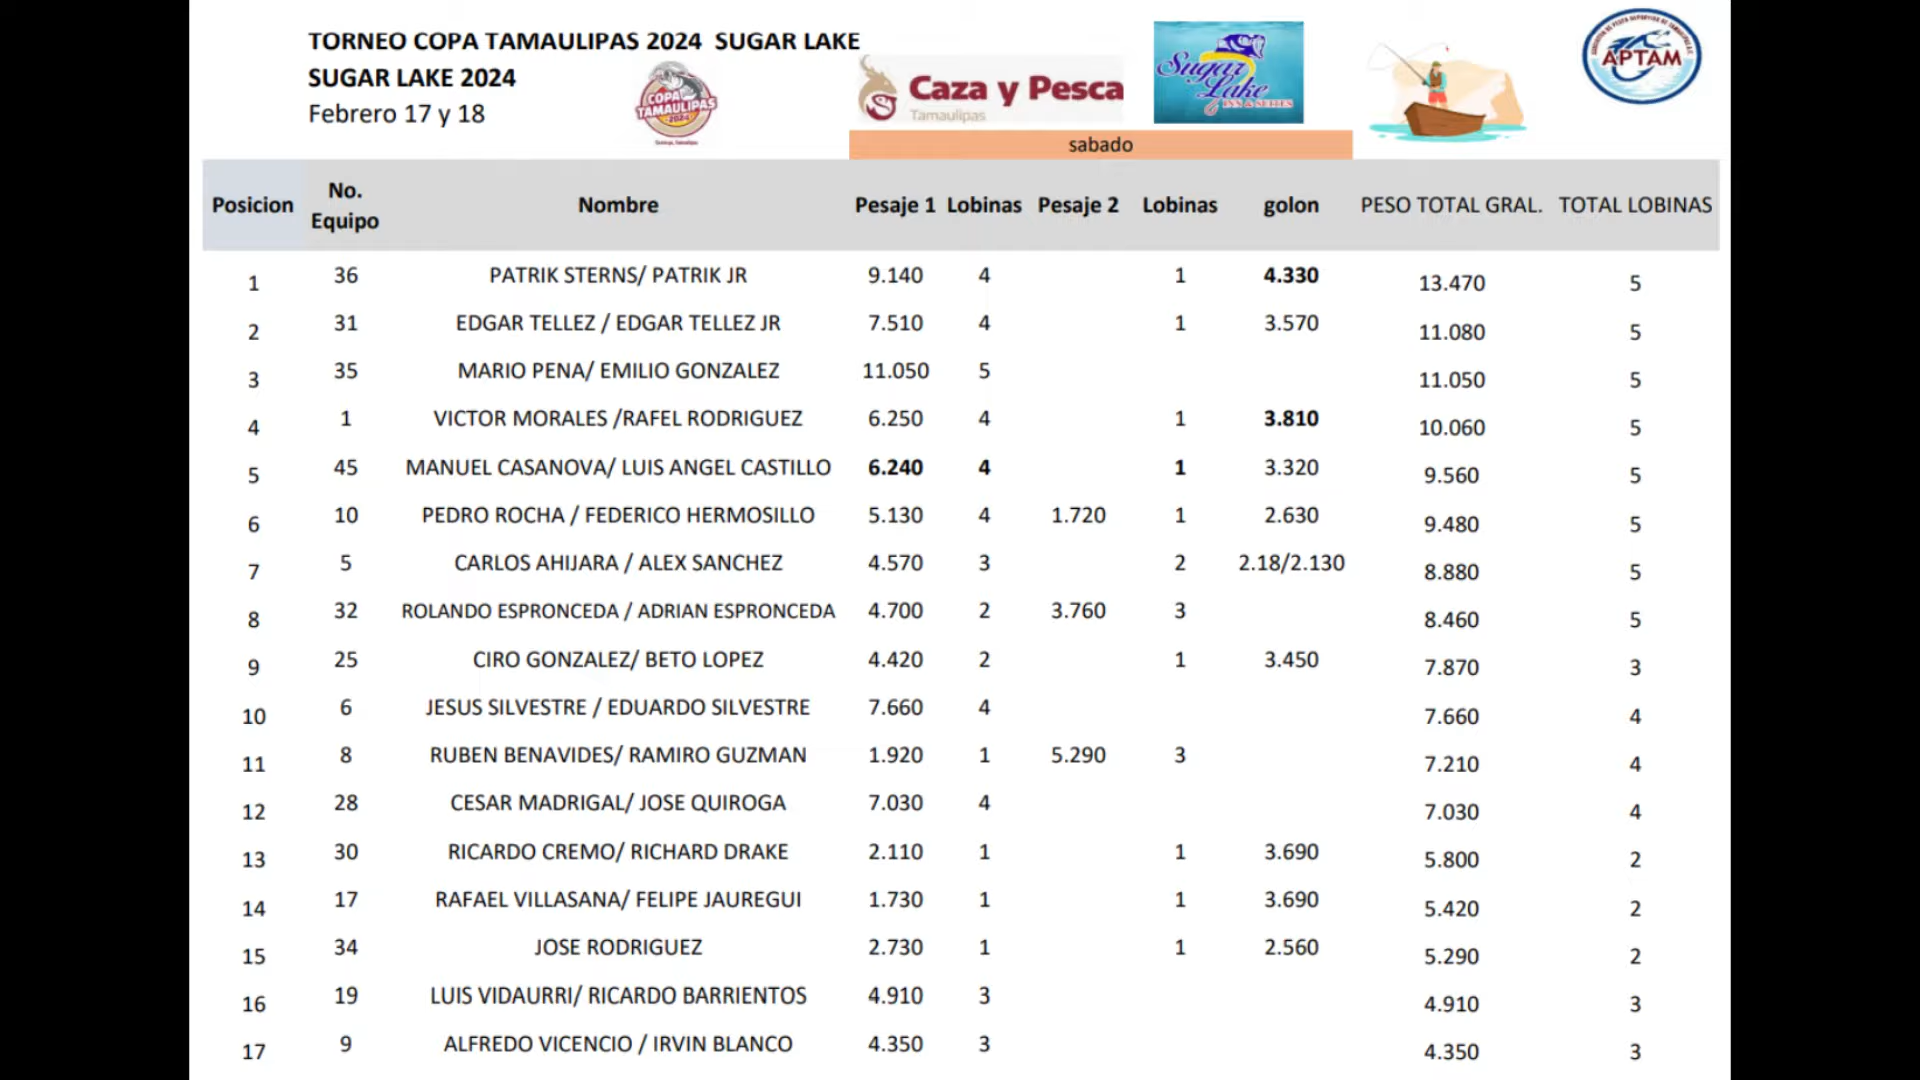 TORNEO COPA TAMAULIPAS 2024 SUGAR LAKE
SUGAR LAKE 2024
Febrero 17 y 18
COPA TAMAULIPAS 2024
Caza y Pesca
Tamaulipas
Sugar Lake
INN & SUITES
APTAM
sabado
Posicion No. Equipo Nombre Pesaje 1 Lobinas Pesaje 2 Lobinas golon PESO TOTAL GRAL. TOTAL LOBINAS
1 36 PATRIK STERNS/ PATRIK JR 9.140 4 1 4.330 13.470 5
2 31 EDGAR TELLEZ / EDGAR TELLEZ JR 7.510 4 1 3.570 11.080 5
3 35 MARIO PENA/ EMILIO GONZALEZ 11.050 5 11.050 5
4 1 VICTOR MORALES /RAFEL RODRIGUEZ 6.250 4 1 3.810 10.060 5
5 45 MANUEL CASANOVA/ LUIS ANGEL CASTILLO 6.240 4 1 3.320 9.560 5
6 10 PEDRO ROCHA / FEDERICO HERMOSILLO 5.130 4 1.720 1 2.630 9.480 5
7 5 CARLOS AHIJARA / ALEX SANCHEZ 4.570 3 2 2.18/2.130 8.880 5
8 32 ROLANDO ESPRONCEDA / ADRIAN ESPRONCEDA 4.700 2 3.760 3 8.460 5
9 25 CIRO GONZALEZ/ BETO LOPEZ 4.420 2 1 3.450 7.870 3
10 6 JESUS SILVESTRE / EDUARDO SILVESTRE 7.660 4 7.660 4
11 8 RUBEN BENAVIDES/ RAMIRO GUZMAN 1.920 1 5.290 3 7.210 4
12 28 CESAR MADRIGAL/ JOSE QUIROGA 7.030 4 7.030 4
13 30 RICARDO CREMO/ RICHARD DRAKE 2.110 1 1 3.690 5.800 2
14 17 RAFAEL VILLASANA/ FELIPE JAUREGUI 1.730 1 1 3.690 5.420 2
15 34 JOSE RODRIGUEZ 2.730 1 1 2.560 5.290 2
16 19 LUIS VIDAURRI/ RICARDO BARRIENTOS 4.910 3 4.910 3
17 9 ALFREDO VICENCIO / IRVIN BLANCO 4.350 3 4.350 3